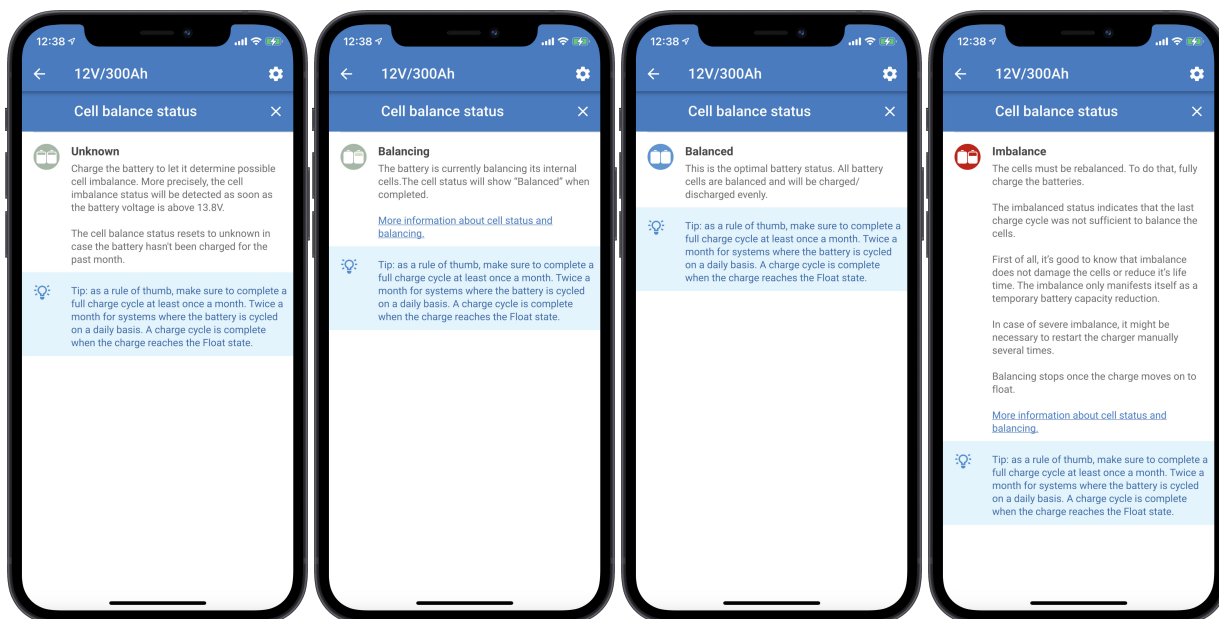 12:38
12V/300Ah
Cell balance status
Unknown
Charge the battery to let it determine possible
cell imbalance. More precisely, the cell
imbalance status will be detected as soon as
the battery voltage is above 13.8V.
The cell balance status resets to unknown in
case the battery hasn't been charged for the
past month.
Tip: as a rule of thumb, make sure to complete a
full charge cycle at least once a month. Twice a
month for systems where the battery is cycled
on a daily basis. A charge cycle is complete
when the charge reaches the Float state.
12:38
12V/300Ah
Cell balance status
Balancing
The battery is currently balancing its internal
cells.The cell status will show “Balanced” when
completed.
More information about cell status and
balancing.
Tip: as a rule of thumb, make sure to complete a
full charge cycle at least once a month. Twice a
month for systems where the battery is cycled
on a daily basis. A charge cycle is complete
when the charge reaches the Float state.
12:38
12V/300Ah
Cell balance status
Balanced
This is the optimal battery status. All battery
cells are balanced and will be charged/
discharged evenly.
Tip: as a rule of thumb, make sure to complete a
full charge cycle at least once a month. Twice a
month for systems where the battery is cycled
on a daily basis. A charge cycle is complete
when the charge reaches the Float state.
12:38
12V/300Ah
Cell balance status
Imbalance
The cells must be rebalanced. To do that, fully
charge the batteries.
The imbalanced status indicates that the last
charge cycle was not sufficient to balance the
cells.
First of all, it’s good to know that imbalance
does not damage the cells or reduce it’s life
time. The imbalance only manifests itself as a
temporary battery capacity reduction.
In case of severe imbalance, it might be
necessary to restart the charger manually
several times.
Balancing stops once the charge moves on to
float.
More information about cell status and
balancing.
Tip: as a rule of thumb, make sure to complete a
full charge cycle at least once a month. Twice a
month for systems where the battery is cycled
on a daily basis. A charge cycle is complete
when the charge reaches the Float state.